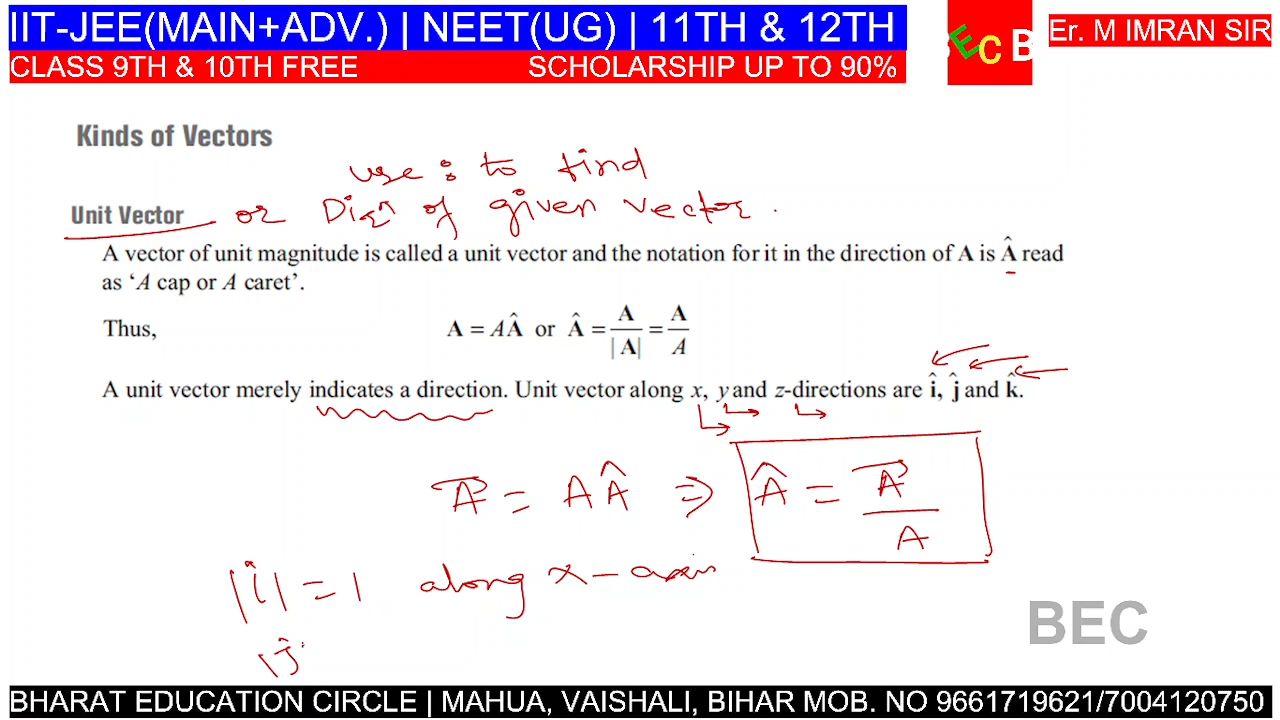 IIT-JEE(MAIN+ADV.) | NEET(UG) | 11TH & 12TH
CLASS 9TH & 10TH FREE SCHOLARSHIP UP TO 90%
BEC B
Er. M IMRAN SIR
Kinds of Vectors
use : to find
Unit Vector or Dirⁿ of given vector.
A vector of unit magnitude is called a unit vector and the notation for it in the direction of A is Â read
as ‘A cap or A caret’.
Thus, A = AÂ or Â = A/|A| = A/A
A unit vector merely indicates a direction. Unit vector along x, y and z-directions are î, ĵ and k̂.
A⃗ = AÂ ⇒ Â = A⃗/A
|î| = 1 along x-axis
|ĵ
BEC
BHARAT EDUCATION CIRCLE | MAHUA, VAISHALI, BIHAR MOB. NO 9661719621/7004120750